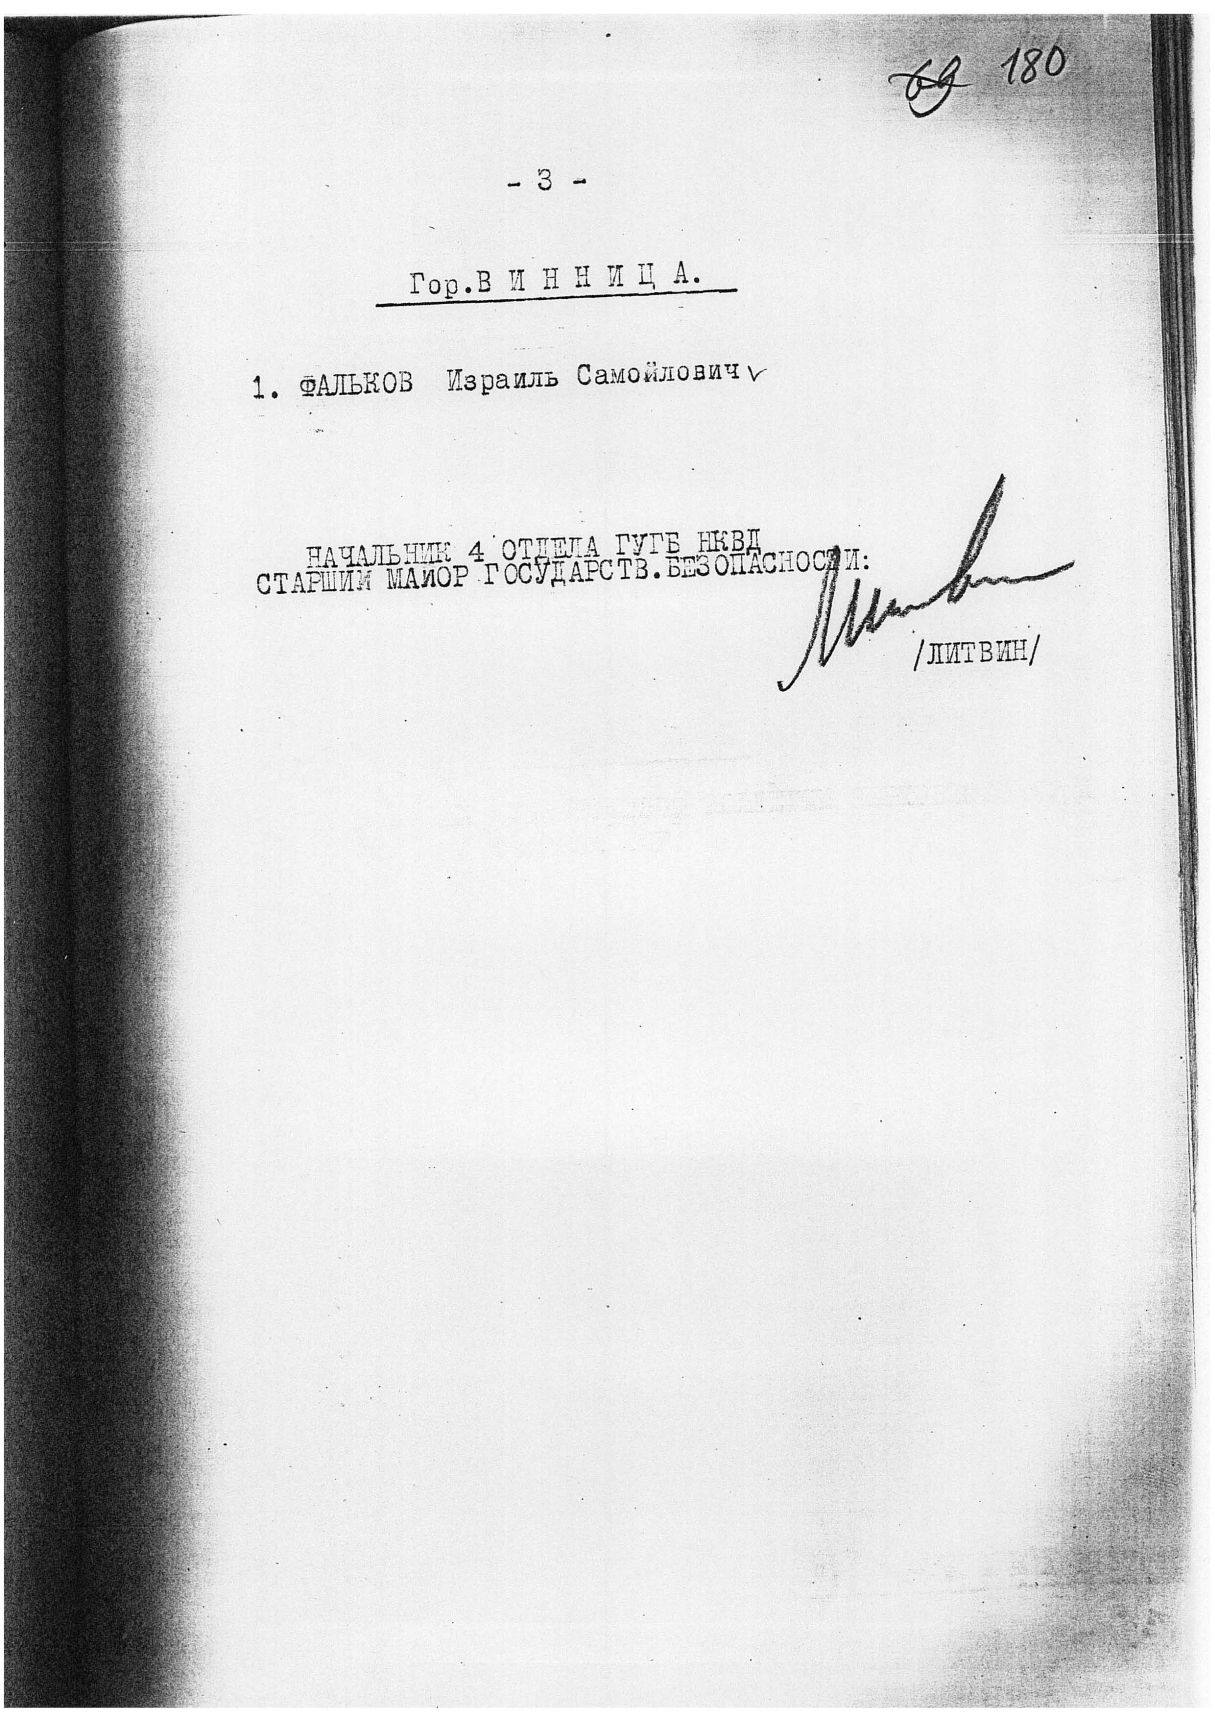 69 180
- 3 -
Гор.В И Н Н И Ц А.
1. ФАЛЬКОВ Израиль Самойлович
НАЧАЛЬНИК 4 ОТДЕЛА ГУГБ НКВД
СТАРШИЙ МАЙОР ГОСУДАРСТВ.БЕЗОПАСНОСТИ:
/ЛИТВИН/